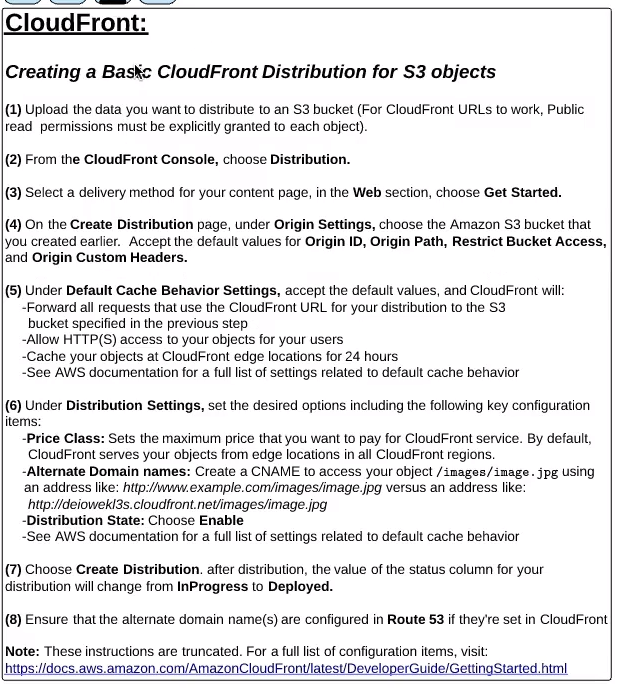 CloudFront:
Creating a Basic CloudFront Distribution for S3 objects
(1) Upload the data you want to distribute to an S3 bucket (For CloudFront URLs to work, Public
read  permissions must be explicitly granted to each object).
(2) From the CloudFront Console, choose Distribution.
(3) Select a delivery method for your content page, in the Web section, choose Get Started.
(4) On the Create Distribution page, under Origin Settings, choose the Amazon S3 bucket that
you created earlier.  Accept the default values for Origin ID, Origin Path, Restrict Bucket Access,
and Origin Custom Headers.
(5) Under Default Cache Behavior Settings, accept the default values, and CloudFront will:
-Forward all requests that use the CloudFront URL for your distribution to the S3
bucket specified in the previous step
-Allow HTTP(S) access to your objects for your users
-Cache your objects at CloudFront edge locations for 24 hours
-See AWS documentation for a full list of settings related to default cache behavior
(6) Under Distribution Settings, set the desired options including the following key configuration
items:
-Price Class: Sets the maximum price that you want to pay for CloudFront service. By default,
CloudFront serves your objects from edge locations in all CloudFront regions.
-Alternate Domain names: Create a CNAME to access your object /images/image.jpg using
an address like: http://www.example.com/images/image.jpg versus an address like:
http://deiowekl3s.cloudfront.net/images/image.jpg
-Distribution State: Choose Enable
-See AWS documentation for a full list of settings related to default cache behavior
(7) Choose Create Distribution. after distribution, the value of the status column for your
distribution will change from InProgress to Deployed.
(8) Ensure that the alternate domain name(s) are configured in Route 53 if they're set in CloudFront
Note: These instructions are truncated. For a full list of configuration items, visit:
https://docs.aws.amazon.com/AmazonCloudFront/latest/DeveloperGuide/GettingStarted.html